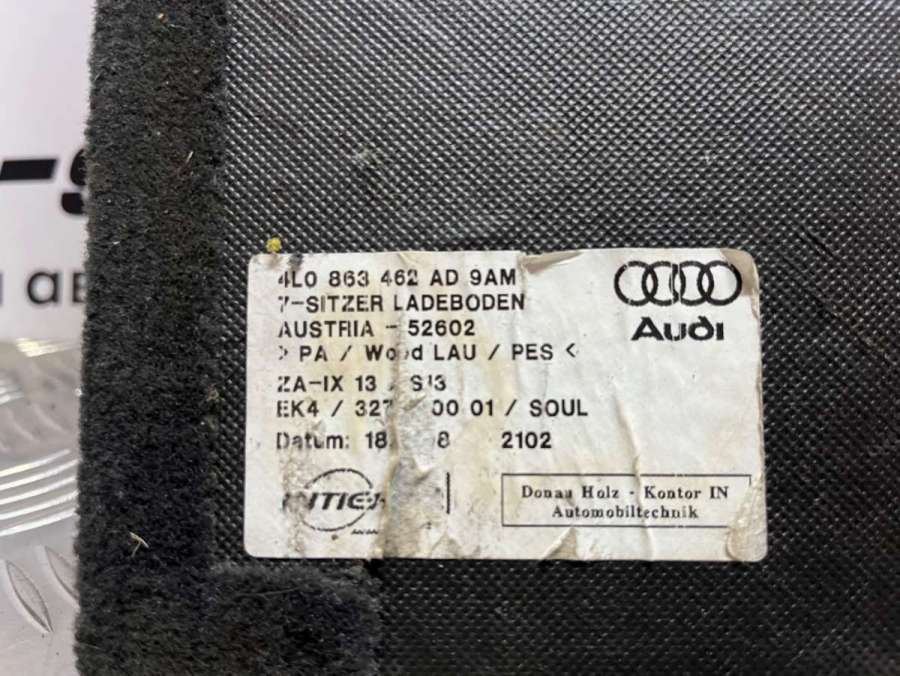 4L0 863 462 AD 9AM
7-SITZER LADEBODEN
AUSTRIA - 52602
> PA / Wood LAU / PES <
ZA-IX 13
EK4 / 00 01 / SOUL
Datum: 2102
Audi
INTIER
Donau Holz - Kontor IN
Automobiltechnik